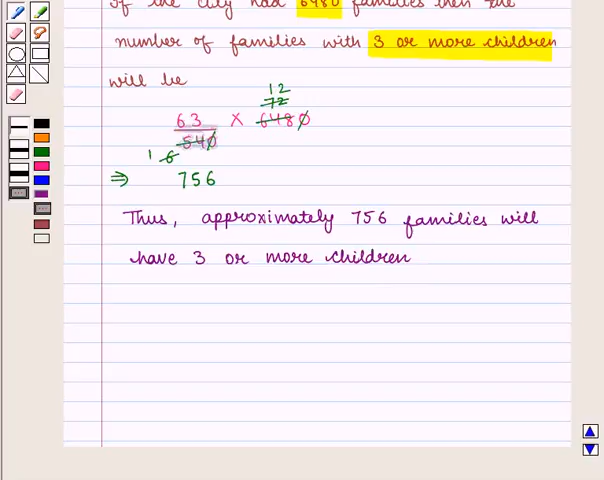 If the city had 6480 families then the
number of families with 3 or more children
will be
12
72
63 × 6480
540
1 6
⇒ 756
Thus, approximately 756 families will
have 3 or more children